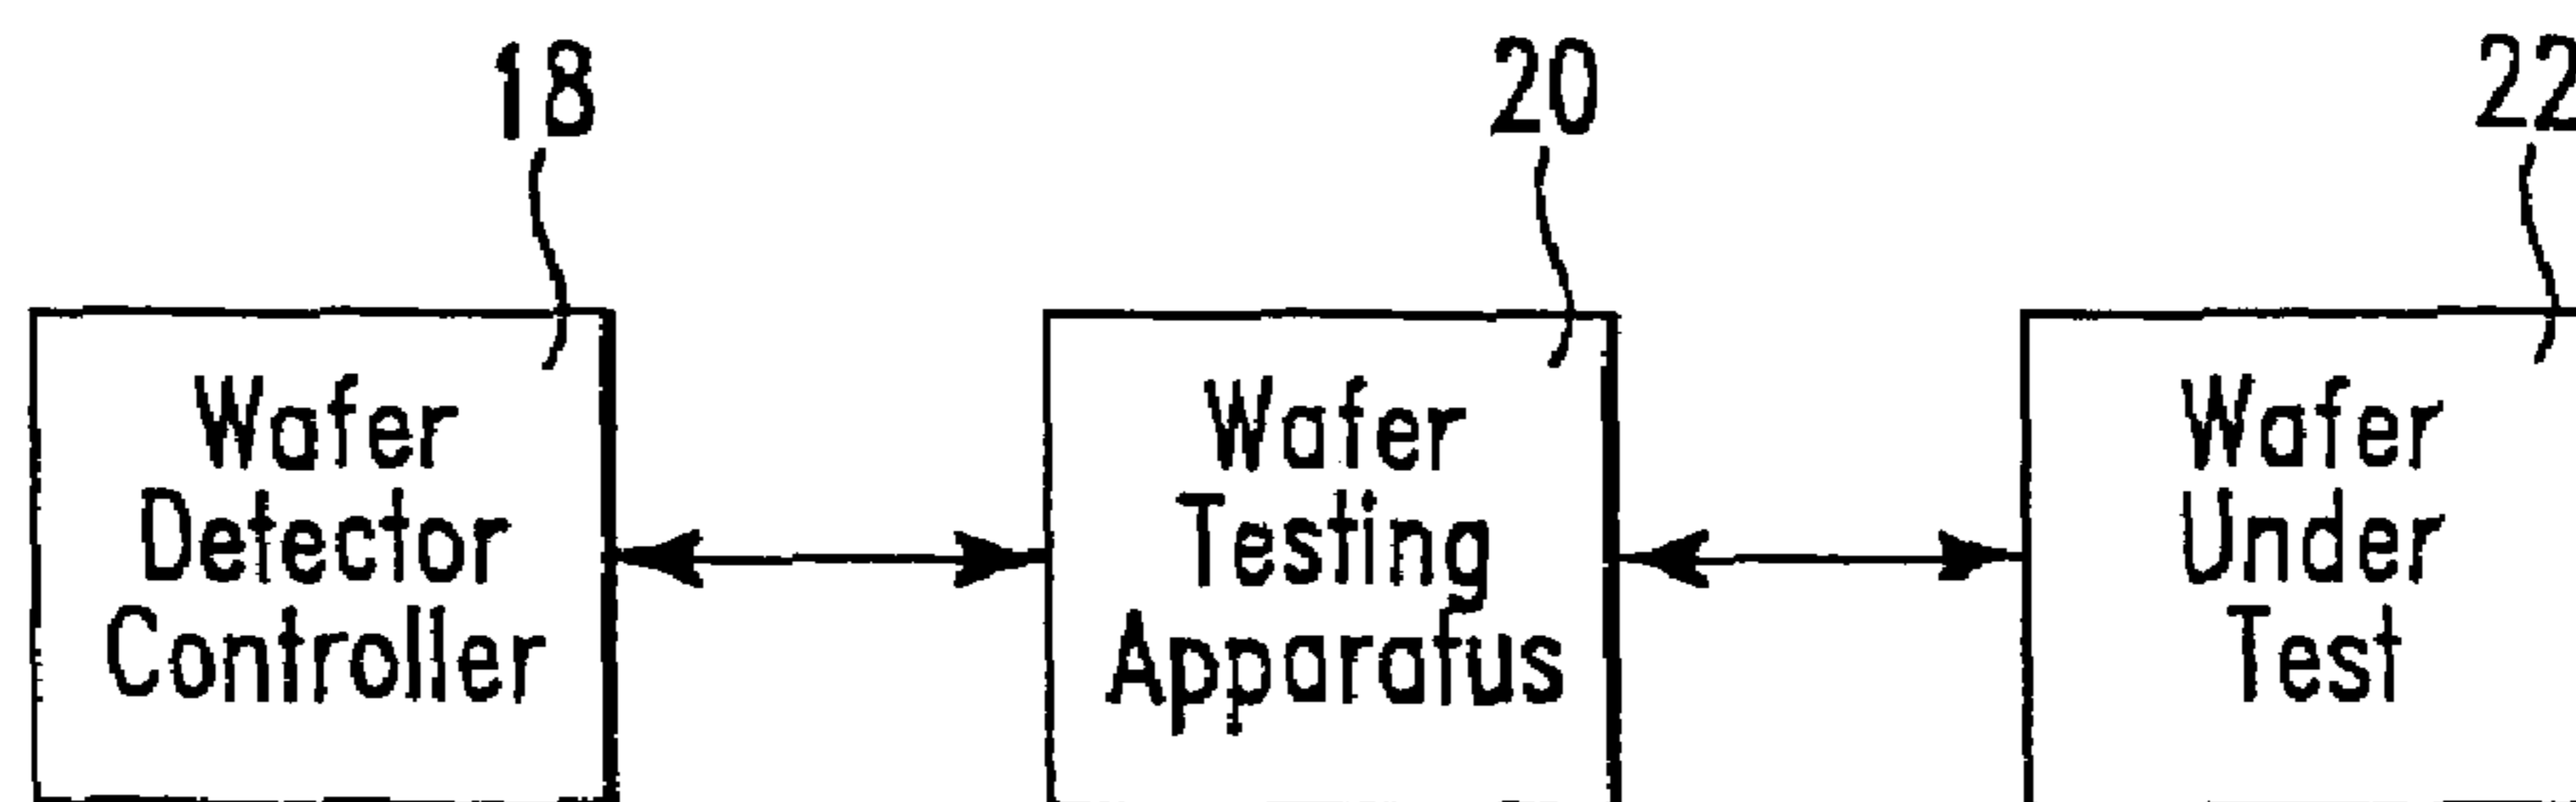 18
20
22
Wafer
Detector
Controller
Wafer
Testing
Apparatus
Wafer
Under
Test